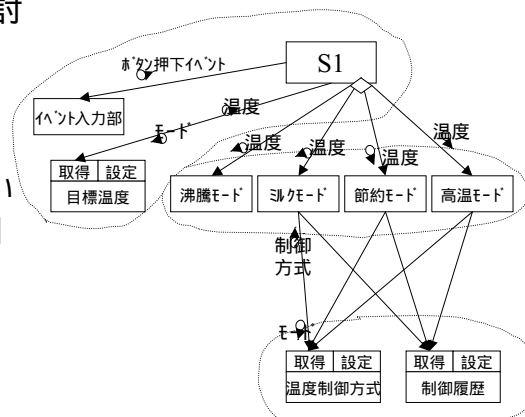 討
S1
ボタン押下イベント
イベント入力部
温度
モード
取得 設定
目標温度
い
温度
温度
温度
温度
沸騰モード
ミルクモード
節約モード
高温モード
制御
方式
モード
取得 設定
温度制御方式
取得 設定
制御履歴